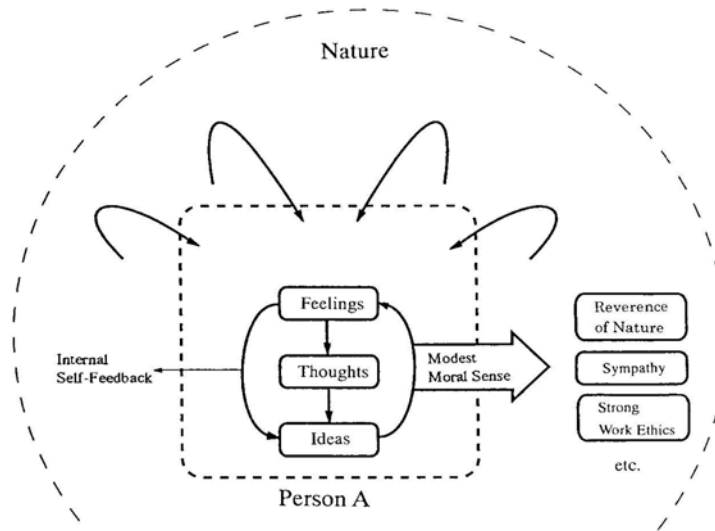 Nature
Feelings
Thoughts
Ideas
Internal
Self-Feedback
Modest
Moral Sense
Reverence
of Nature
Sympathy
Strong
Work Ethics
etc.
Person A